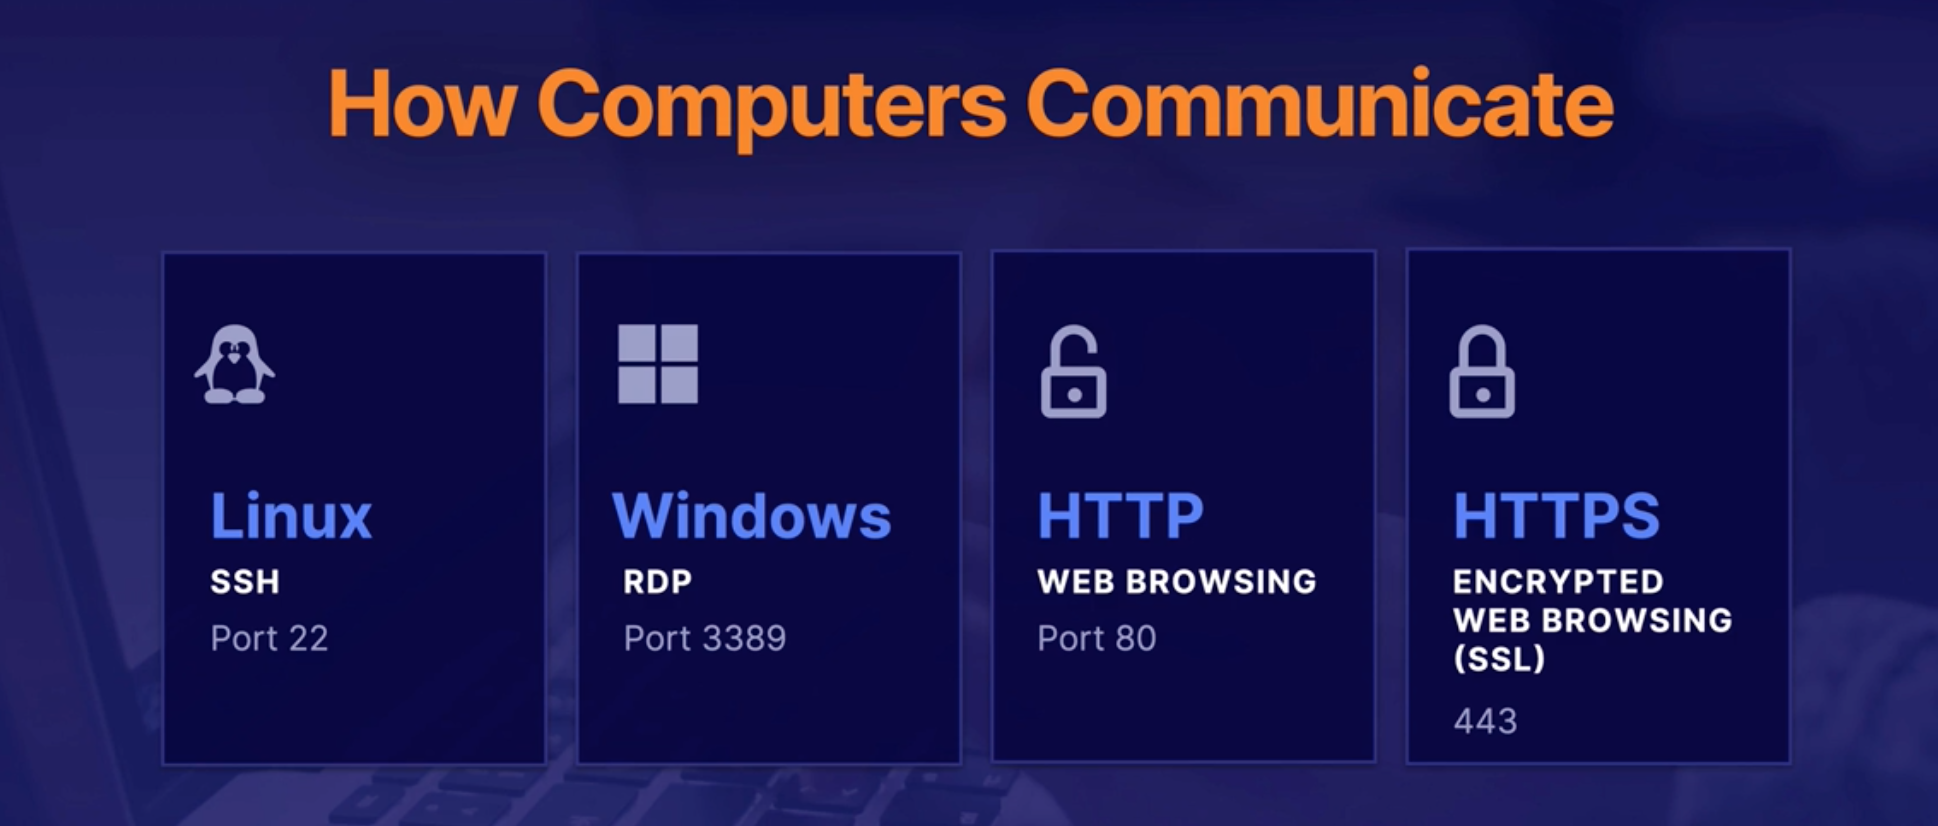 How Computers Communicate
Linux
SSH
Port 22
Windows
RDP
Port 3389
HTTP
WEB BROWSING
Port 80
HTTPS
ENCRYPTED
WEB BROWSING
(SSL)
443